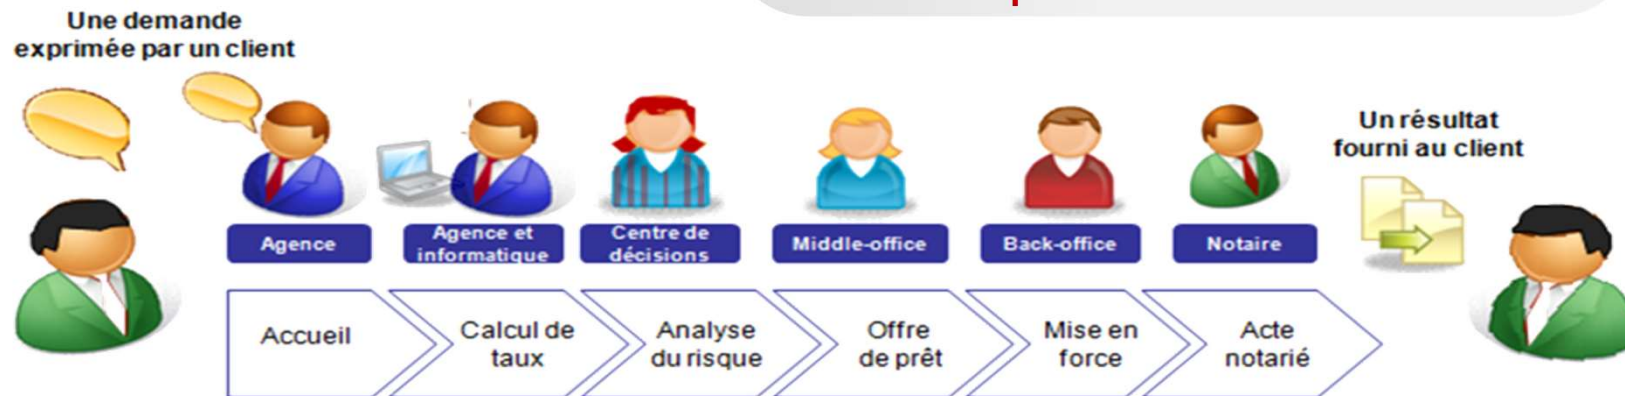 Une demande
exprimée par un client
Un résultat
fourni au client
Agence
Agence et
informatique
Centre de
décisions
Middle-office
Back-office
Notaire
Accueil
Calcul de
taux
Analyse
du risque
Offre
de prêt
Mise en
force
Acte
notarié